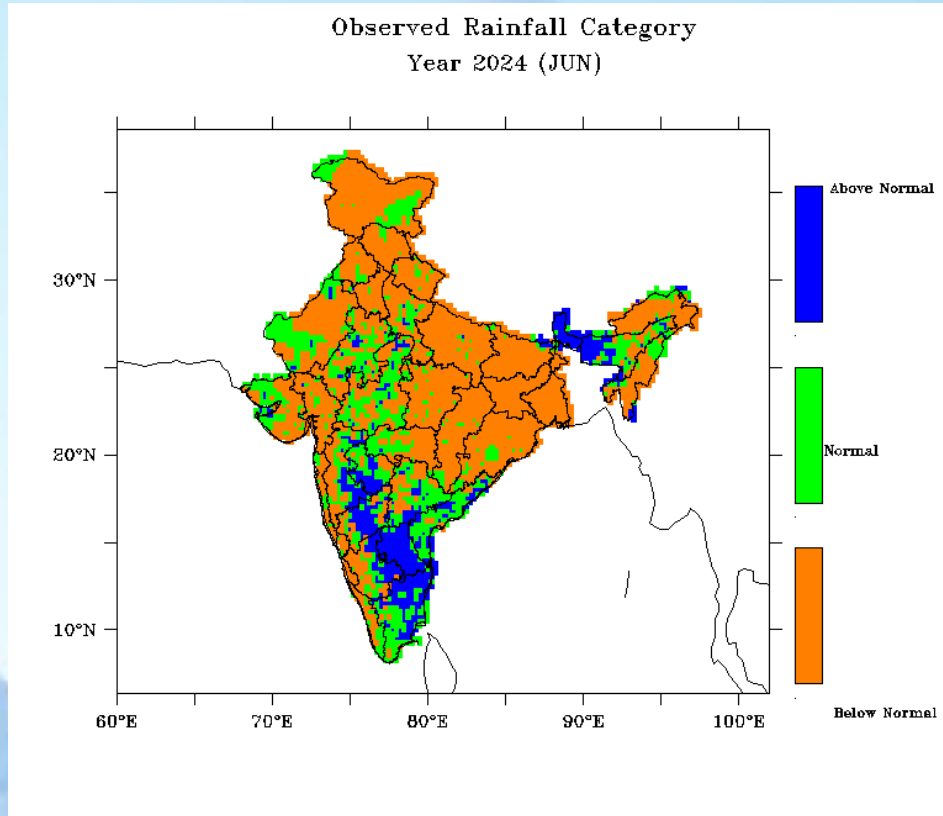 Observed Rainfall Category
Year 2024 (JUN)
Above Normal
30°N
Normal
20°N
10°N
Below Normal
60°E 70°E 80°E 90°E 100°E